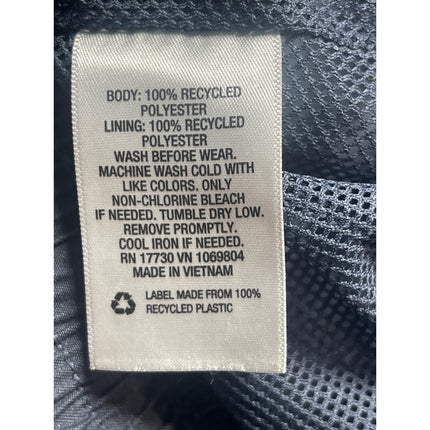 BODY: 100% RECYCLED
POLYESTER
LINING: 100% RECYCLED
POLYESTER
WASH BEFORE WEAR.
MACHINE WASH COLD WITH
LIKE COLORS. ONLY
NON-CHLORINE BLEACH
IF NEEDED. TUMBLE DRY LOW.
REMOVE PROMPTLY.
COOL IRON IF NEEDED.
RN 17730 VN 1069804
MADE IN VIETNAM
LABEL MADE FROM 100%
RECYCLED PLASTIC